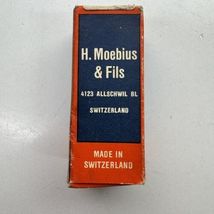 H. Moebius
& Fils
4123 ALLSCHWIL BL
SWITZERLAND
MADE IN
SWITZERLAND